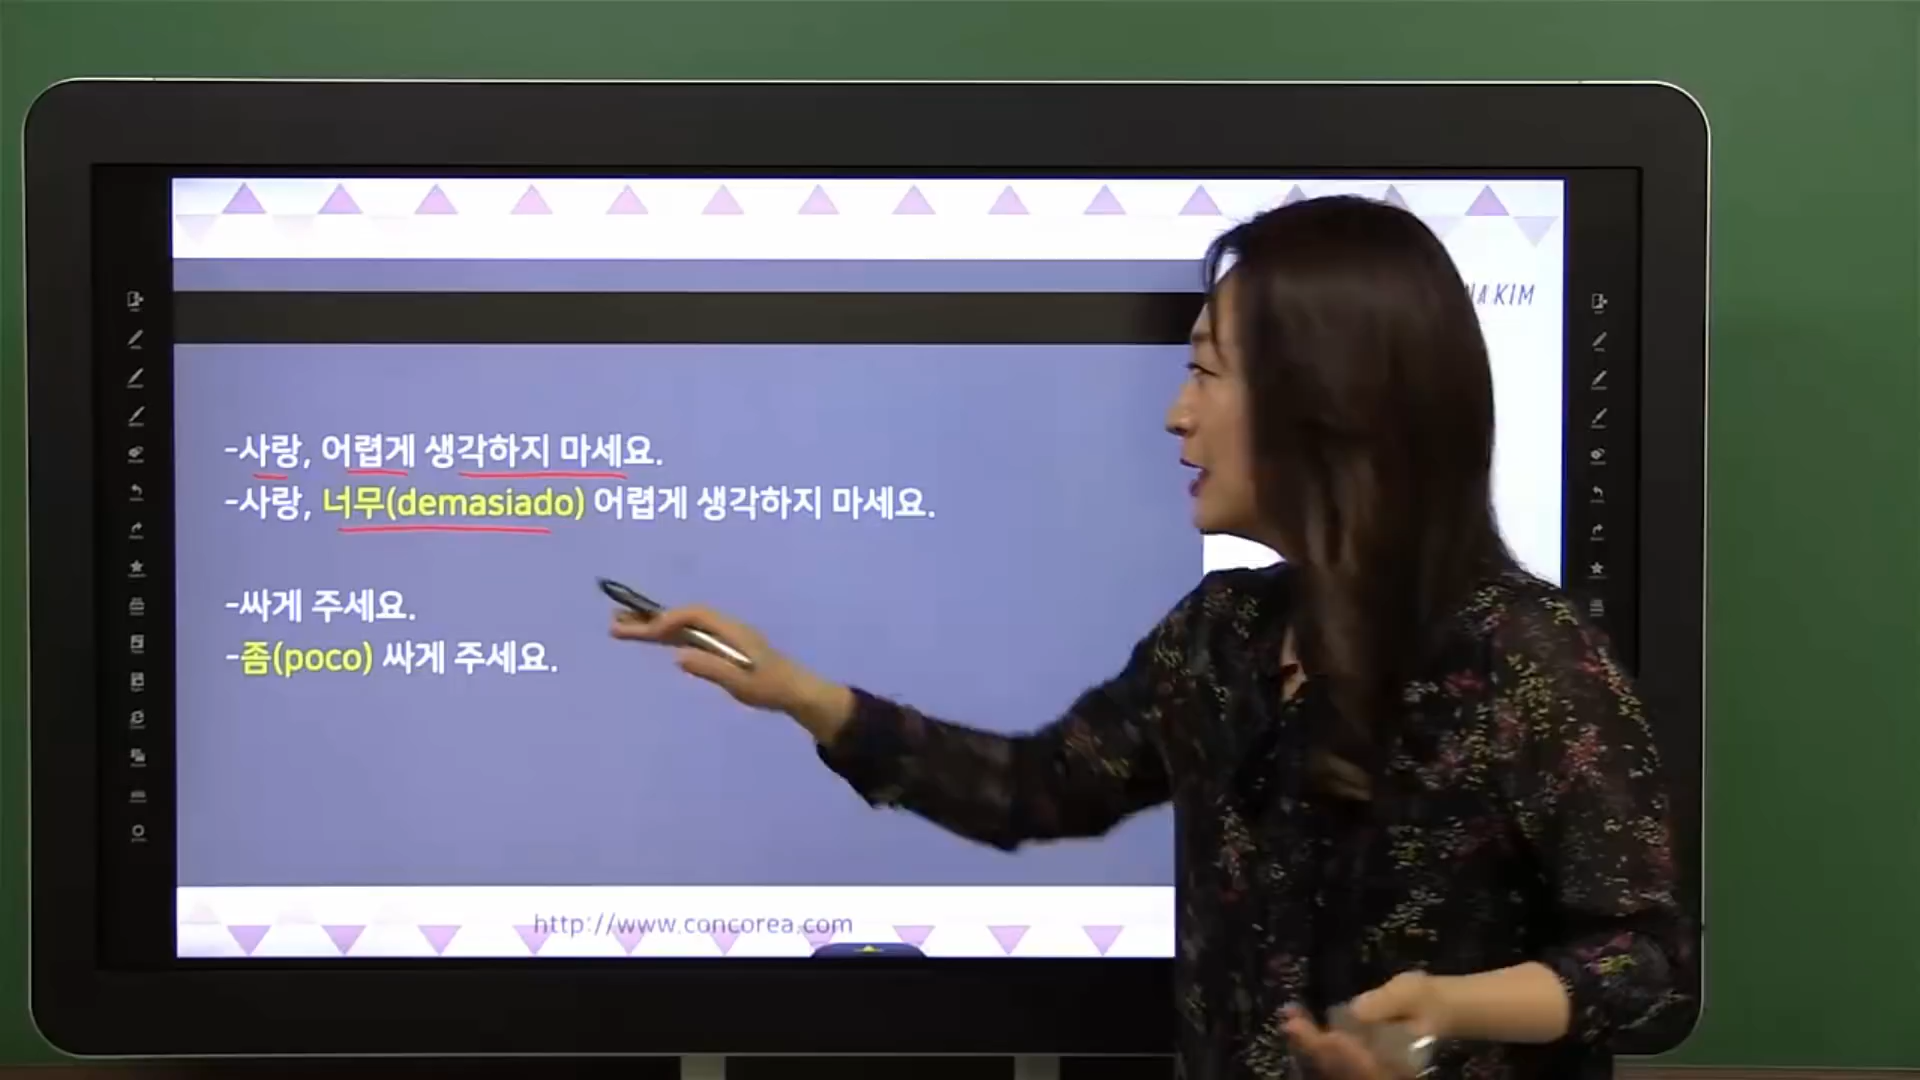 KIM
-사랑, 어렵게 생각하지 마세요.
-사랑, 너무(demasiado) 어렵게 생각하지 마세요.
-싸게 주세요.
-좀(poco) 싸게 주세요.
http://www.concorea.com